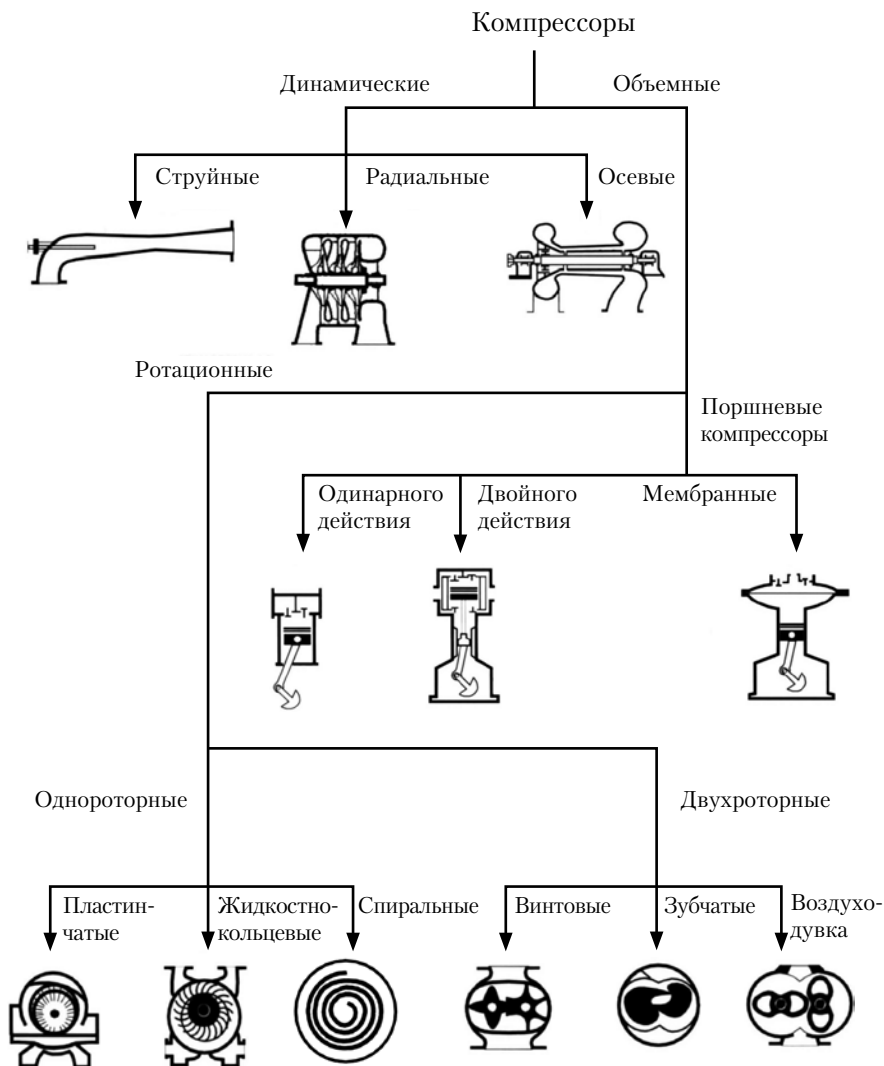 Компрессоры
Динамические
Объемные
Струйные
Радиальные
Осевые
Ротационные
Поршневые
компрессоры
Одинарного
действия
Двойного
действия
Мембранные
Однороторные
Двухроторные
Пластин-
чатые
Жидкостно-
кольцевые
Спиральные
Винтовые
Зубчатые
Воздухо-
дувка